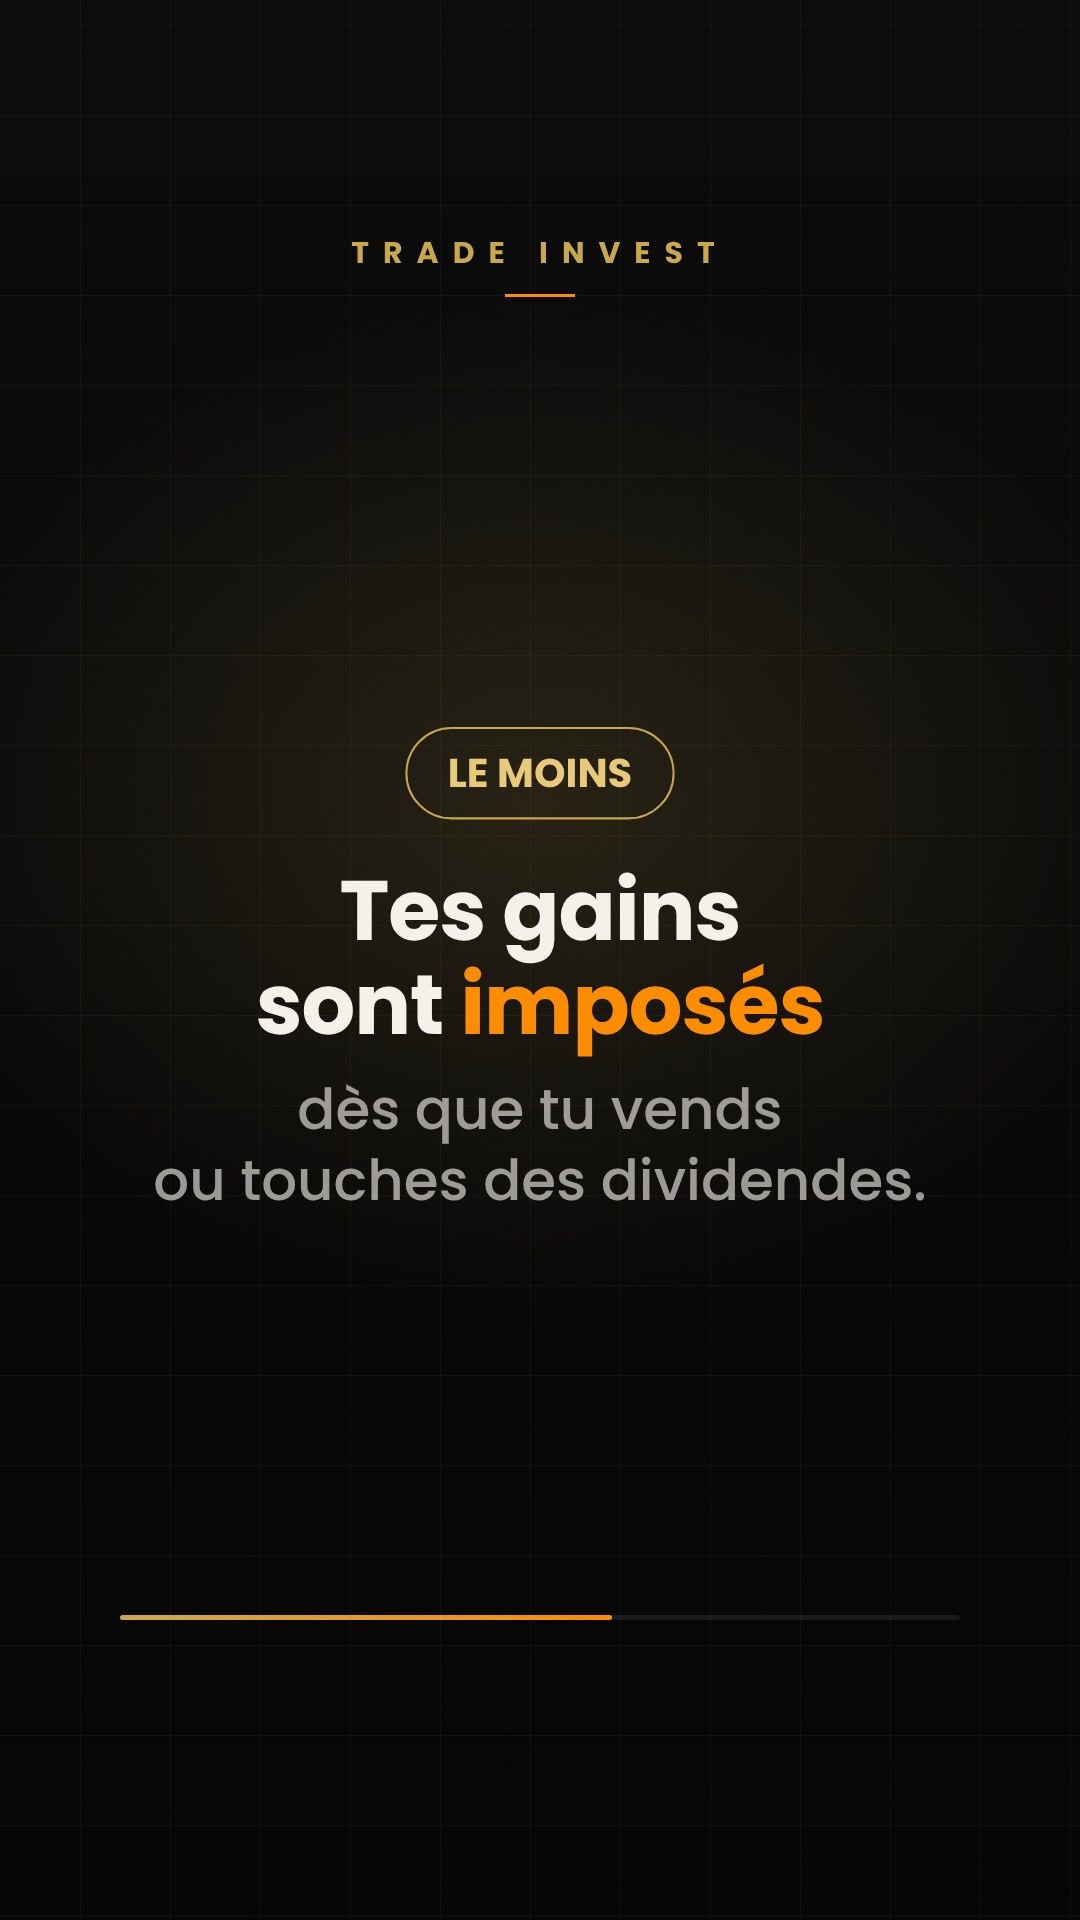 TRADE INVEST
LE MOINS
Tes gains
sont imposés
dès que tu vends
ou touches des dividendes.